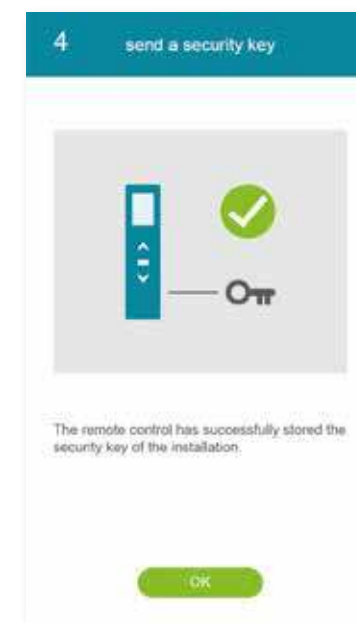 4 send a security key
The remote control has successfully stored the
security key of the installation.
OK